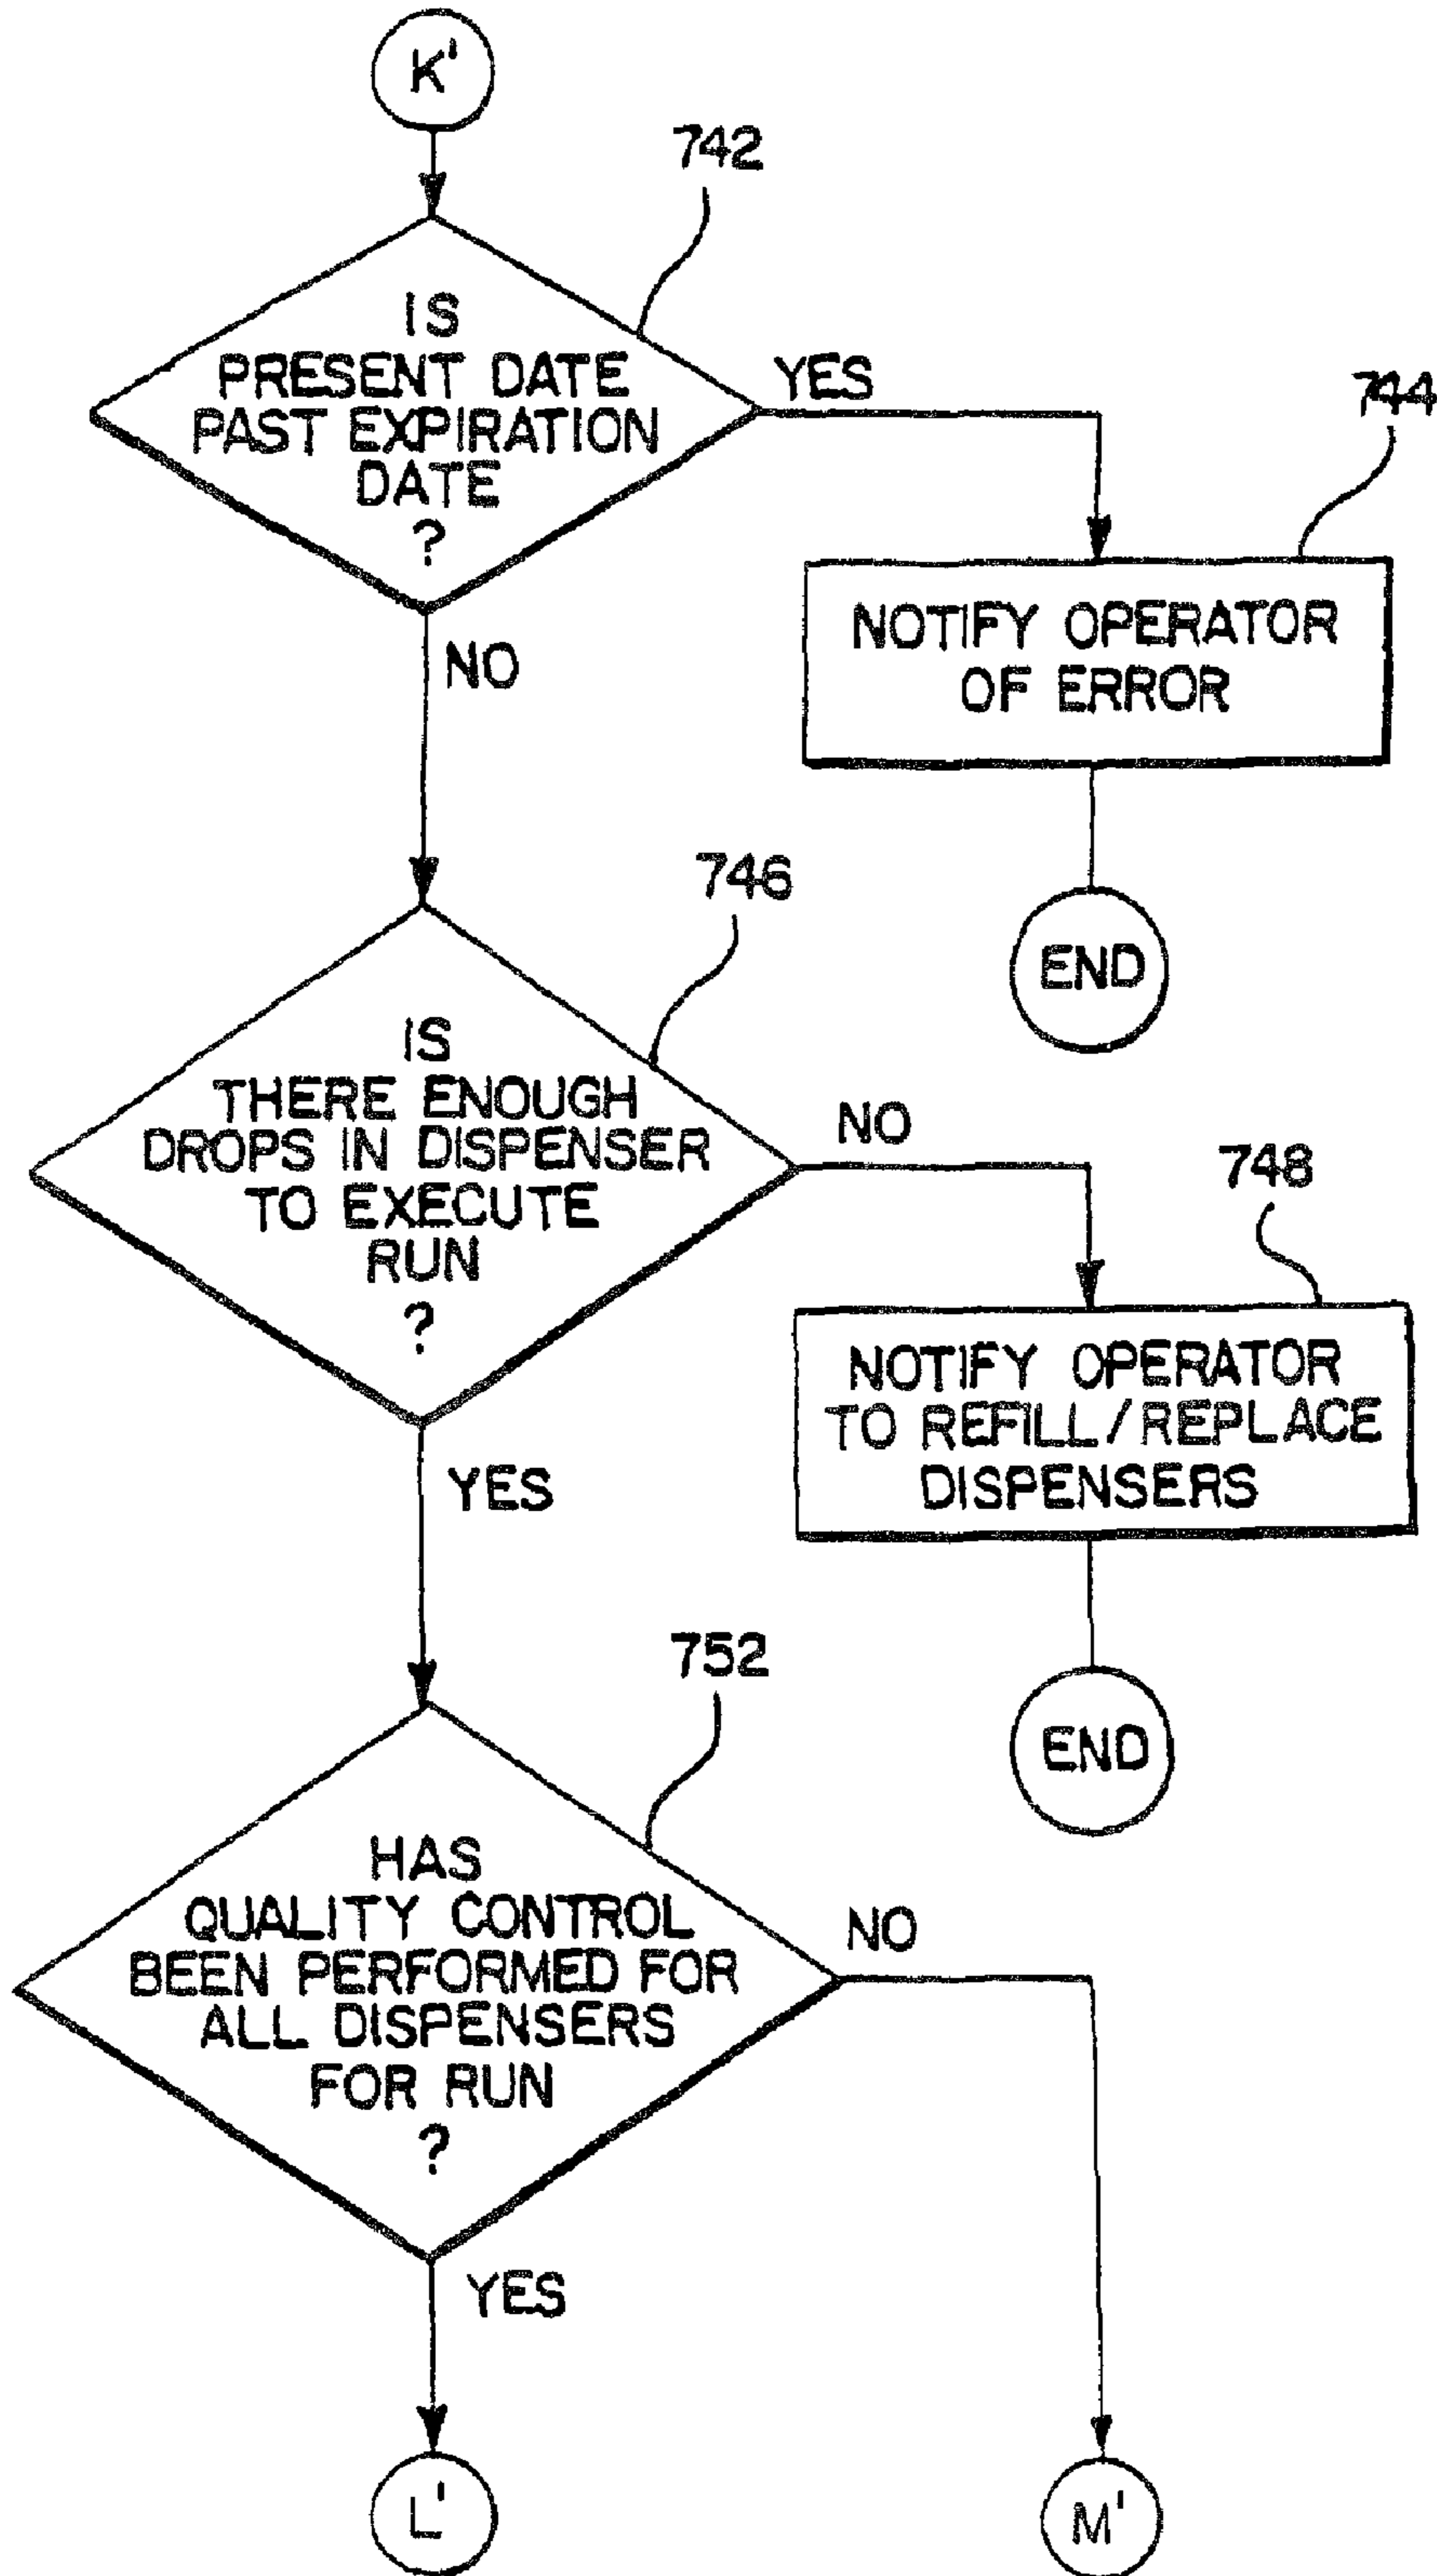 K'
742
IS
PRESENT DATE
PAST EXPIRATION
DATE
?
YES
744
NOTIFY OPERATOR
OF ERROR
END
NO
746
IS
THERE ENOUGH
DROPS IN DISPENSER
TO EXECUTE
RUN
?
NO
748
NOTIFY OPERATOR
TO REFILL/REPLACE
DISPENSERS
END
YES
752
HAS
QUALITY CONTROL
BEEN PERFORMED FOR
ALL DISPENSERS
FOR RUN
?
NO
YES
L'
M'